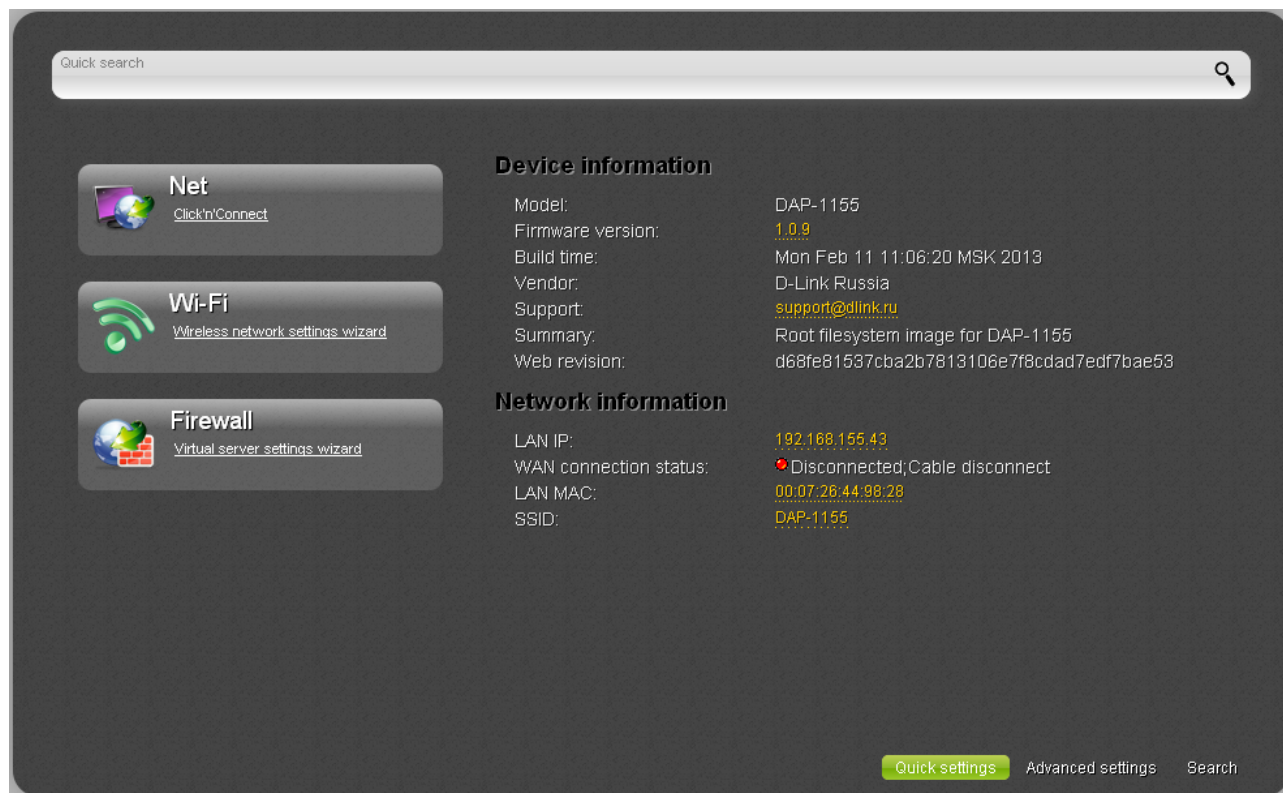 Quick search
Net
Click'n'Connect
Wi-Fi
Wireless network settings wizard
Firewall
Virtual server settings wizard
Device information
Model: DAP-1155
Firmware version: 1.0.9
Build time: Mon Feb 11 11:06:20 MSK 2013
Vendor: D-Link Russia
Support: support@dlink.ru
Summary: Root filesystem image for DAP-1155
Web revision: d68fe81537cba2b7813106e7f8cdad7edf7bae53
Network information
LAN IP: 192.168.155.43
WAN connection status: Disconnected;Cable disconnect
LAN MAC: 00:07:26:44:98:28
SSID: DAP-1155
Quick settings Advanced settings Search